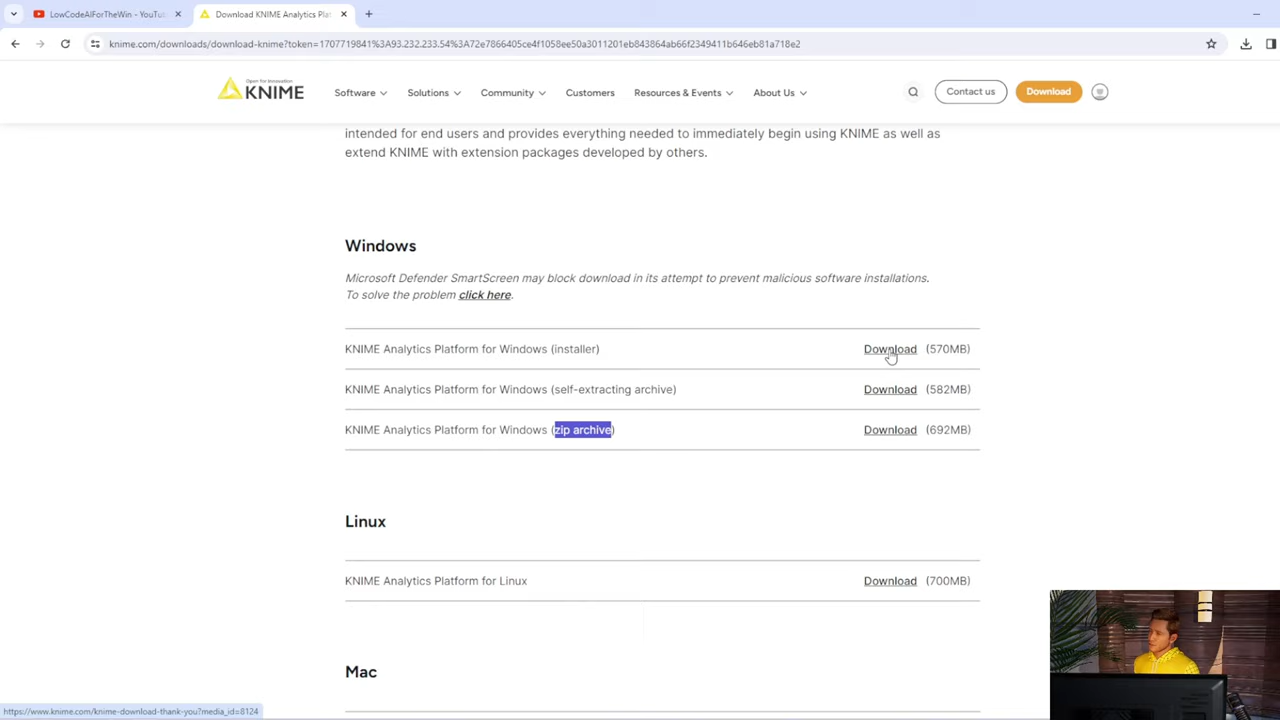 LowCodeAIForTheWin - YouTu
Download KNIME Analytics Plat
knime.com/downloads/download-knime?token=1707719841%3A93.232.233.54%3A72e7866405ce4f1058ee50a3011201eb843864ab66f2349411b646eb81a718e2
Open for Innovation
KNIME
Software
Solutions
Community
Customers
Resources & Events
About Us
Contact us
Download
intended for end users and provides everything needed to immediately begin using KNIME as well as
extend KNIME with extension packages developed by others.
Windows
Microsoft Defender SmartScreen may block download in its attempt to prevent malicious software installations.
To solve the problem click here.
KNIME Analytics Platform for Windows (installer) Download (570MB)
KNIME Analytics Platform for Windows (self-extracting archive) Download (582MB)
KNIME Analytics Platform for Windows (zip archive) Download (692MB)
Linux
KNIME Analytics Platform for Linux Download (700MB)
Mac
https://www.knime.com/knime-download-thank-you?media_id=8124